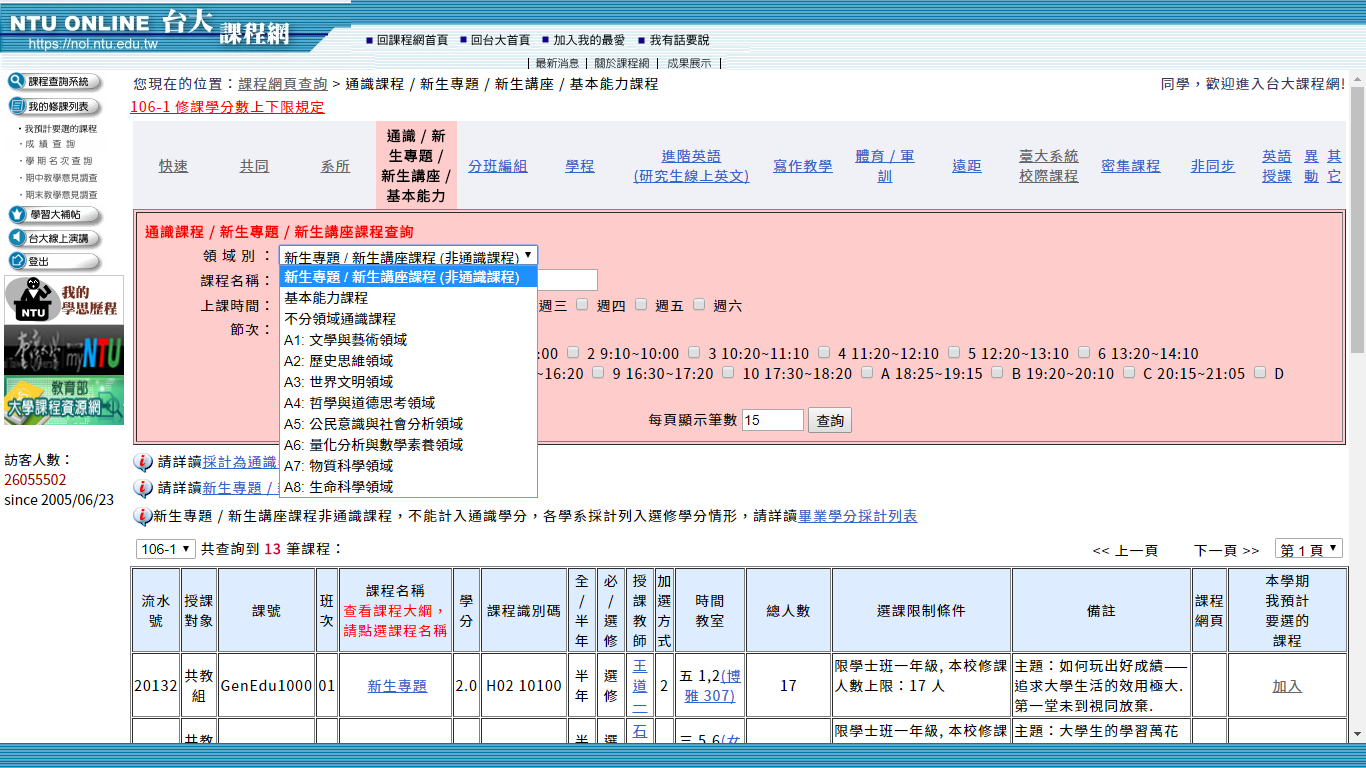 NTU ONLINE 台大課程網
https://nol.ntu.edu.tw
回課程網首頁 回台大首頁 加入我的最愛 我有話要說
| 最新消息 | 關於課程網 | 成果展示 |
課程查詢系統
我的修課列表
・我預計要選的課程
・成 績 查 詢
・學 期 名 次 查 詢
・期中教學意見調查
・期末教學意見調查
學習大補帖
台大線上演講
登出
NTU
我的
學思歷程
myNTU
教育部
大學課程資源網
訪客人數：
26055502
since 2005/06/23
您現在的位置：課程網頁查詢 > 通識課程 / 新生專題 / 新生講座 / 基本能力課程
同學，歡迎進入台大課程網!
106-1 修課學分數上下限規定
快速
共同
系所
通識 / 新
生專題 /
新生講座 /
基本能力
分班編組
學程
進階英語
(研究生線上英文)
寫作教學
體育 / 軍
訓
遠距
臺大系統
校際課程
密集課程
非同步
英語
授課
異
動
其
它
通識課程 / 新生專題 / 新生講座課程查詢
領 域 別 ： 新生專題 / 新生講座課程 (非通識課程)
新生專題 / 新生講座課程 (非通識課程)
基本能力課程
不分領域通識課程
A1: 文學與藝術領域
A2: 歷史思維領域
A3: 世界文明領域
A4: 哲學與道德思考領域
A5: 公民意識與社會分析領域
A6: 量化分析與數學素養領域
A7: 物質科學領域
A8: 生命科學領域
課程名稱：
上課時間： 週三 週四 週五 週六
節次：
:00 2 9:10~10:00 3 10:20~11:10 4 11:20~12:10 5 12:20~13:10 6 13:20~14:10
~16:20 9 16:30~17:20 10 17:30~18:20 A 18:25~19:15 B 19:20~20:10 C 20:15~21:05 D
每頁顯示筆數 15 查詢
請詳讀採計為通識
請詳讀新生專題 /
新生專題 / 新生講座課程非通識課程，不能計入通識學分，各學系採計列入選修學分情形，請詳讀畢業學分採計列表
106-1 共查詢到 13 筆課程：
<< 上一頁 下一頁 >> 第 1 頁
流水
號
授課
對象
課號
班
次
課程名稱
查看課程大綱，
請點選課程名稱
學
分
課程識別碼
全
/
半
年
必
/
選
修
授
課
教
師
加
選
方
式
時間
教室
總人數
選課限制條件
備註
課程
網頁
本學期
我預計
要選的
課程
20132
共教
組
GenEdu1000
01
新生專題
2.0
H02 10100
半
年
選
修
王
道
一
2
五 1,2(博
雅 307)
17
限學士班一年級, 本校修課
人數上限：17 人
主題：如何玩出好成績——
追求大學生活的效用極大.
第一堂未到視同放棄.
加入
共教
半
選
石
三 5,6(女
限學士班一年級, 本校修課
主題：大學生的學習萬花